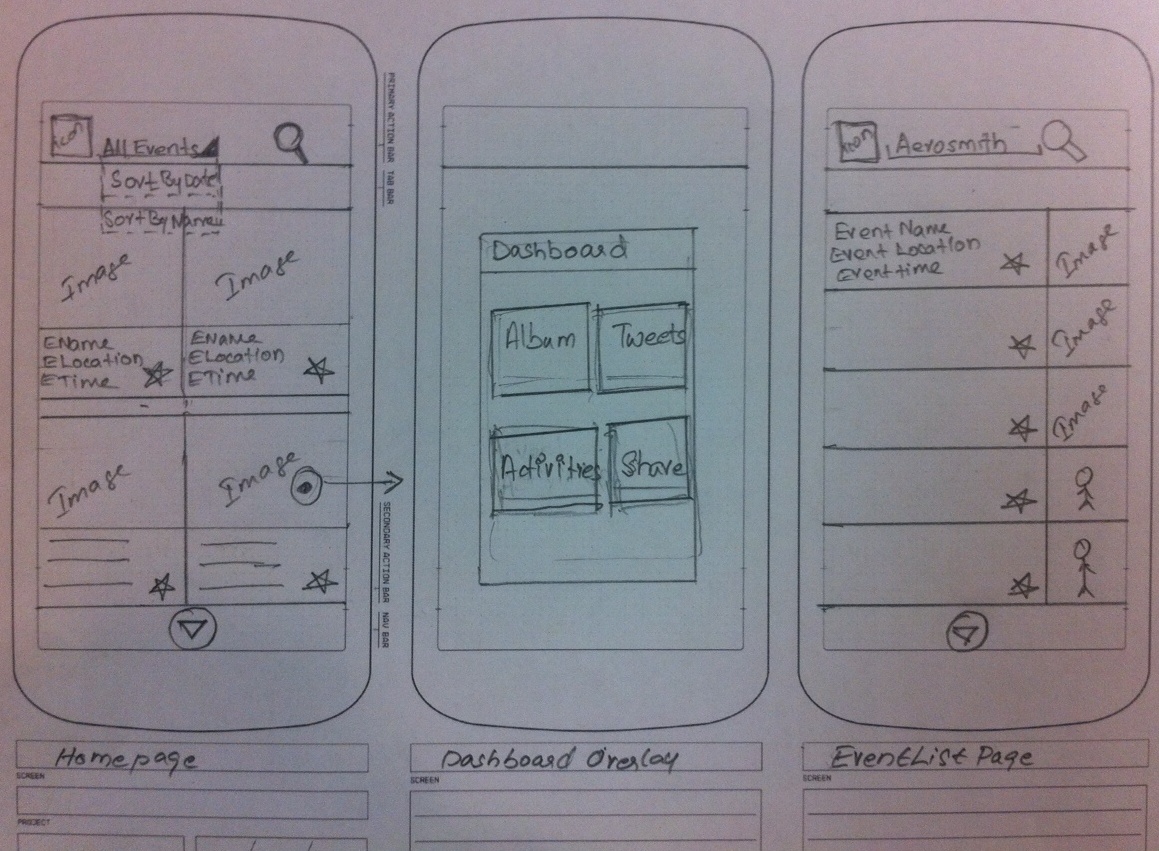 icon
All Events
Sort By Date
Sort By Name
Image
Image
EName
ELocation
ETime
EName
ELocation
ETime
Image
Image
Homepage
SCREEN
PROJECT
PRIMARY ACTION BAR
TAB BAR
SECONDARY ACTION BAR
NAV BAR
Dashboard
Album
Tweets
Activitres
Share
Dashboard Overlay
SCREEN
icon
Aerosmith
Event Name
Event Location
Event time
Image
Image
Image
EventList Page
SCREEN